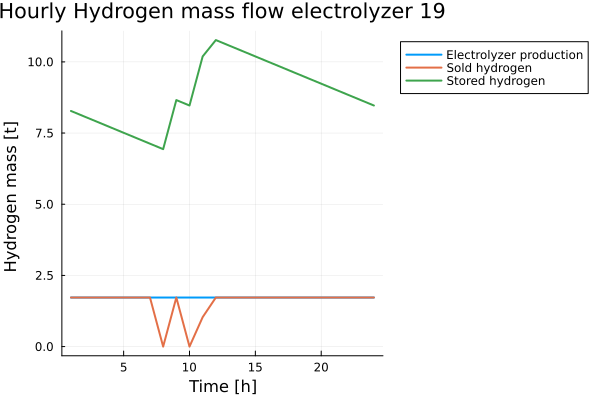 Hourly Hydrogen mass flow electrolyzer 19
Electrolyzer production
Sold hydrogen
Stored hydrogen
Hydrogen mass [t]
10.0
7.5
5.0
2.5
0.0
5
10
15
20
Time [h]